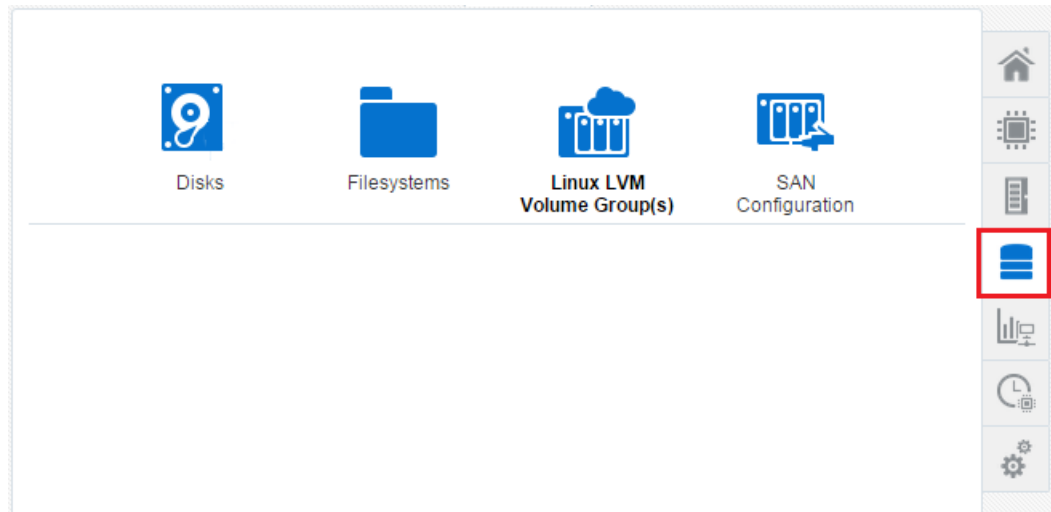 Disks
Filesystems
Linux LVM
Volume Group(s)
SAN
Configuration